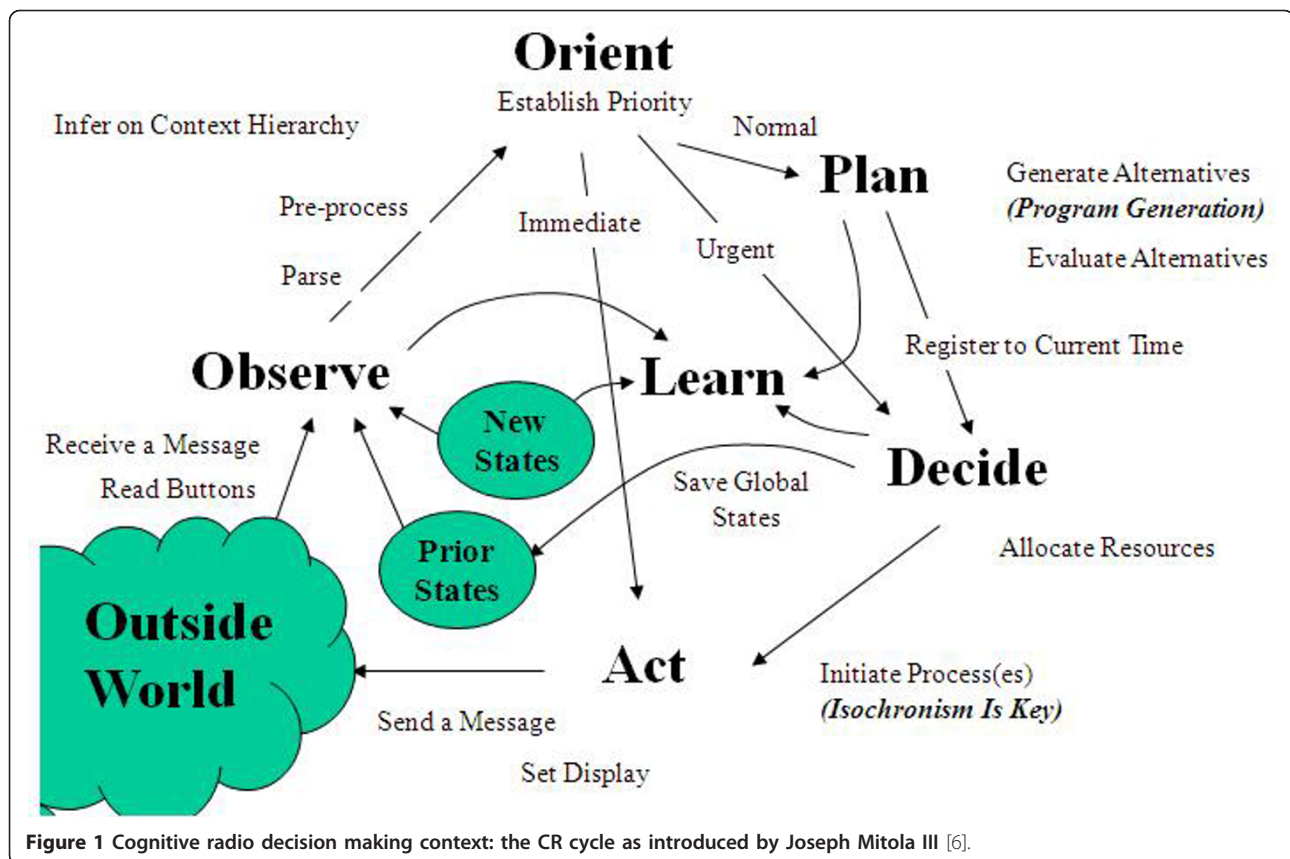 Orient
Establish Priority
Infer on Context Hierarchy
Normal
Plan
Generate Alternatives
(Program Generation)
Evaluate Alternatives
Pre-process
Immediate
Urgent
Parse
Register to Current Time
Observe
Learn
New
States
Receive a Message
Read Buttons
Decide
Save Global
States
Prior
States
Allocate Resources
Outside
World
Act
Initiate Process(es)
(Isochronism Is Key)
Send a Message
Set Display
Figure 1 Cognitive radio decision making context: the CR cycle as introduced by Joseph Mitola III [6].